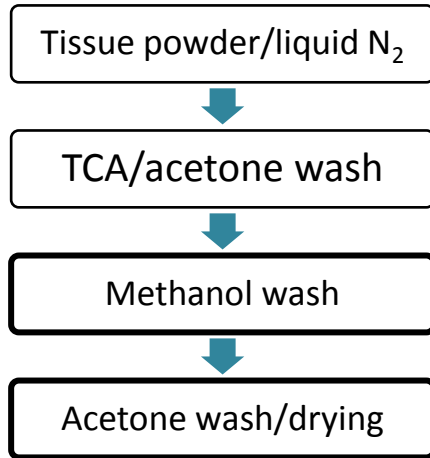 Tissue powder/liquid N₂
TCA/acetone wash
Methanol wash
Acetone wash/drying